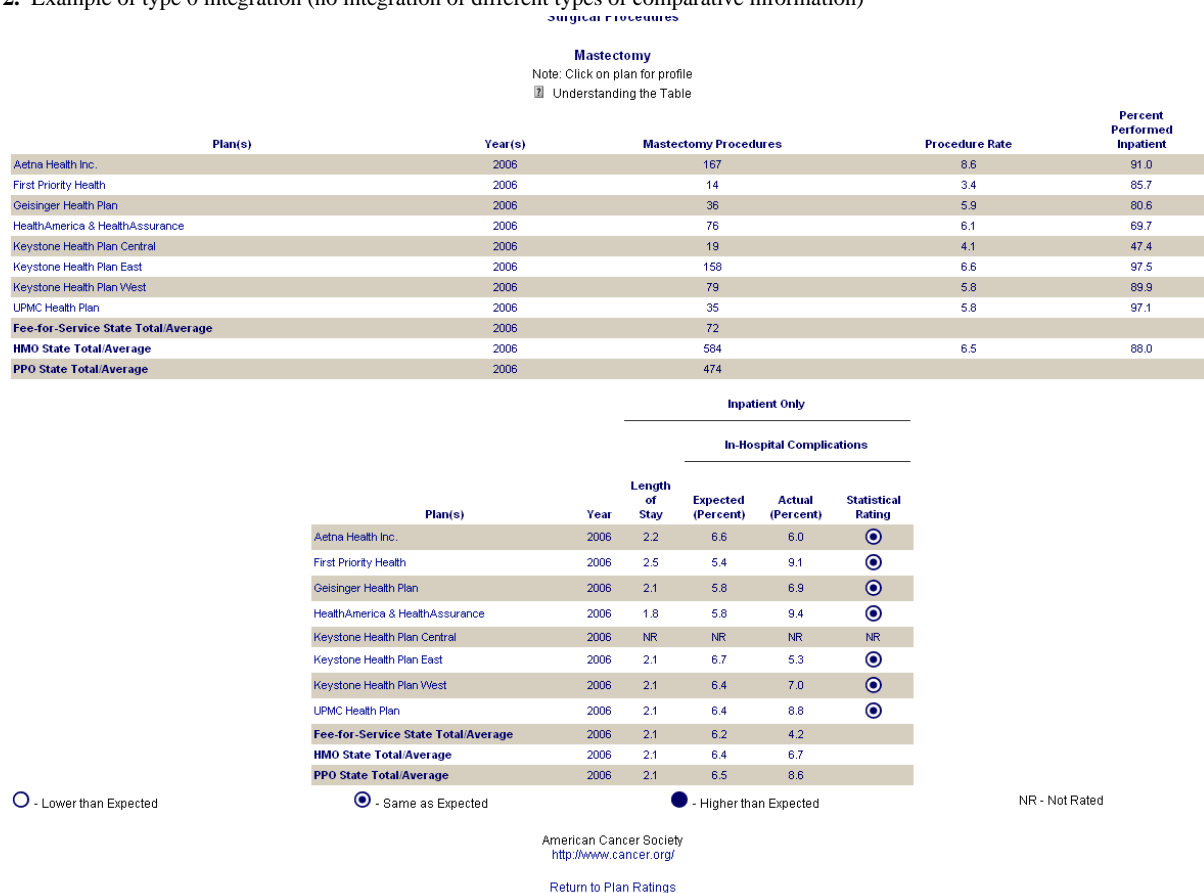 2. Example of type 0 integration (no integration of different types of comparative information)
Surgical Procedures
Mastectomy
Note: Click on plan for profile
? Understanding the Table
Percent
Performed
Plan(s) Year(s) Mastectomy Procedures Procedure Rate Inpatient
Aetna Health Inc. 2006 167 8.6 91.0
First Priority Health 2006 14 3.4 85.7
Geisinger Health Plan 2006 36 5.9 80.6
HealthAmerica & HealthAssurance 2006 76 6.1 69.7
Keystone Health Plan Central 2006 19 4.1 47.4
Keystone Health Plan East 2006 158 6.6 97.5
Keystone Health Plan West 2006 79 5.8 89.9
UPMC Health Plan 2006 35 5.8 97.1
Fee-for-Service State Total/Average 2006 72
HMO State Total/Average 2006 584 6.5 88.0
PPO State Total/Average 2006 474
Inpatient Only
In-Hospital Complications
Length
of Expected Actual Statistical
Plan(s) Year Stay (Percent) (Percent) Rating
Aetna Health Inc. 2006 2.2 6.6 6.0
First Priority Health 2006 2.5 5.4 9.1
Geisinger Health Plan 2006 2.1 5.8 6.9
HealthAmerica & HealthAssurance 2006 1.8 5.8 9.4
Keystone Health Plan Central 2006 NR NR NR NR
Keystone Health Plan East 2006 2.1 6.7 5.3
Keystone Health Plan West 2006 2.1 6.4 7.0
UPMC Health Plan 2006 2.1 6.4 8.8
Fee-for-Service State Total/Average 2006 2.1 6.2 4.2
HMO State Total/Average 2006 2.1 6.4 6.7
PPO State Total/Average 2006 2.1 6.5 8.6
- Lower than Expected - Same as Expected - Higher than Expected NR - Not Rated
American Cancer Society
http://www.cancer.org/
Return to Plan Ratings